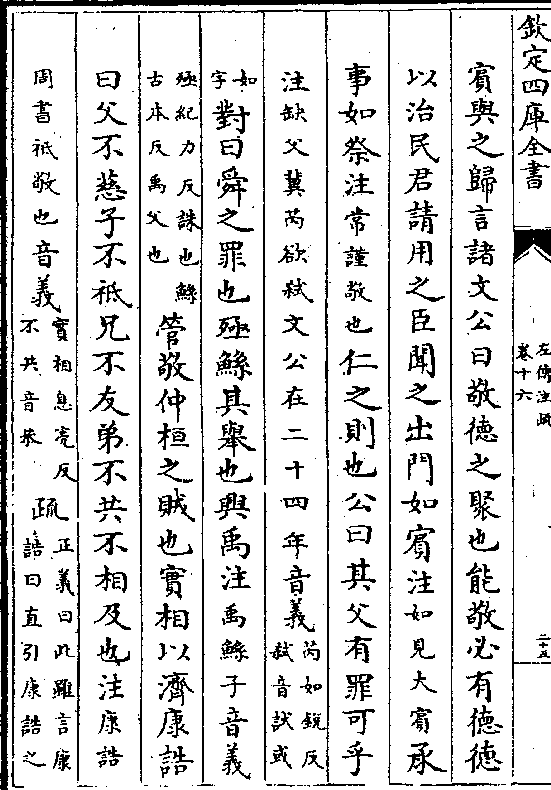 欽定四庫全書
左傳注疏
卷十六
二十五
賓與之歸言諸文公曰敬德之聚也能敬必有德德
以治民君請用之臣聞之出門如賓注如見大賓承
事如祭注常謹敬也仁之則也公曰其父有罪可乎
注缺父冀芮欲弑文公在二十四年音義芮如銳反
弑音試或
如
字對曰舜之罪也殛鯀其舉也興禹注禹鯀子音義
殛紀力反誅也鯀
古本反禹父也管敬仲桓之賊也實相以濟康誥
曰父不慈子不祗兄不友弟不共不相及也注康誥
周書祗敬也音義實相息亮反
不共音恭疏正義曰此雖言康
誥曰直引康誥之